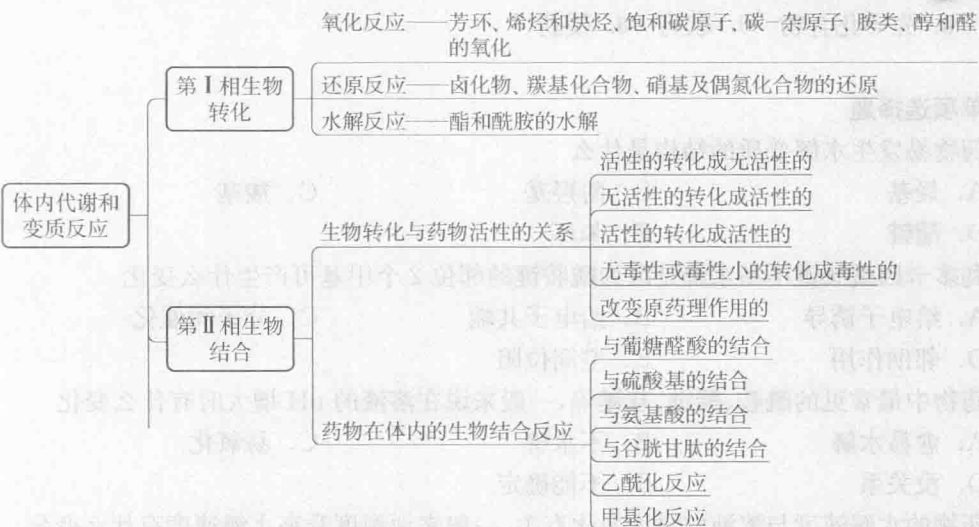 氧化反应——芳环、烯烃和炔烃、饱和碳原子、碳－杂原子、胺类、醇和醛
的氧化
第Ⅰ相生物
转化
还原反应——卤化物、羰基化合物、硝基及偶氮化合物的还原
水解反应——酯和酰胺的水解
体内代谢和
变质反应
生物转化与药物活性的关系
活性的转化成无活性的
无活性的转化成活性的
活性的转化成活性的
无毒性或毒性小的转化成毒性的
改变原药理作用的
第Ⅱ相生物
结合
药物在体内的生物结合反应
与葡糖醛酸的结合
与硫酸基的结合
与氨基酸的结合
与谷胱甘肽的结合
乙酰化反应
甲基化反应